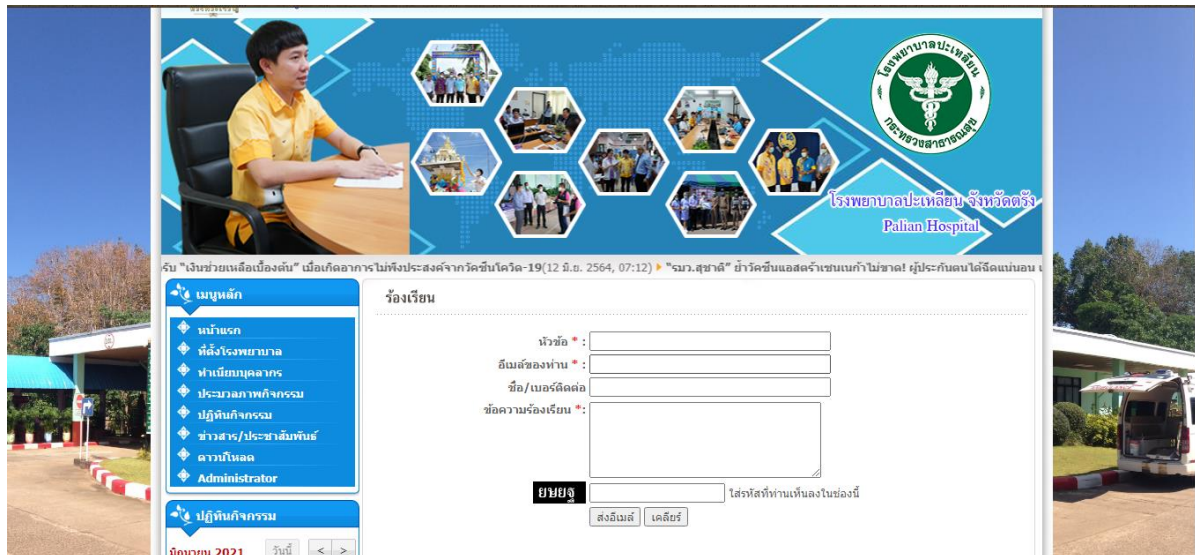 โรงพยาบาลปะเหลียน
กระทรวงสาธารณสุข
โรงพยาบาลปะเหลียน จังหวัดตรัง
Palian Hospital
รับ "เงินช่วยเหลือเบื้องต้น" เมื่อเกิดอาการไม่พึงประสงค์จากวัคซีนโควิด-19(12 มิ.ย. 2564, 07:12) "รมว.สุชาติ" ย้ำวัคซีนแอสตร้าเซนเนก้าไม่ขาด! ผู้ประกันตนได้ฉีดแน่นอน
เมนูหลัก
หน้าแรก
ที่ตั้งโรงพยาบาล
ทำเนียบบุคลากร
ประมวลภาพกิจกรรม
ปฏิทินกิจกรรม
ข่าวสาร/ประชาสัมพันธ์
ดาวน์โหลด
Administrator
ปฏิทินกิจกรรม
มิถุนายน 2021 วันนี้ < >
ร้องเรียน
หัวข้อ * :
อีเมล์ของท่าน * :
ชื่อ/เบอร์ติดต่อ
ข้อความร้องเรียน * :
ยษยฐ ใส่รหัสที่ท่านเห็นลงในช่องนี้
ส่งอีเมล์ เคลียร์